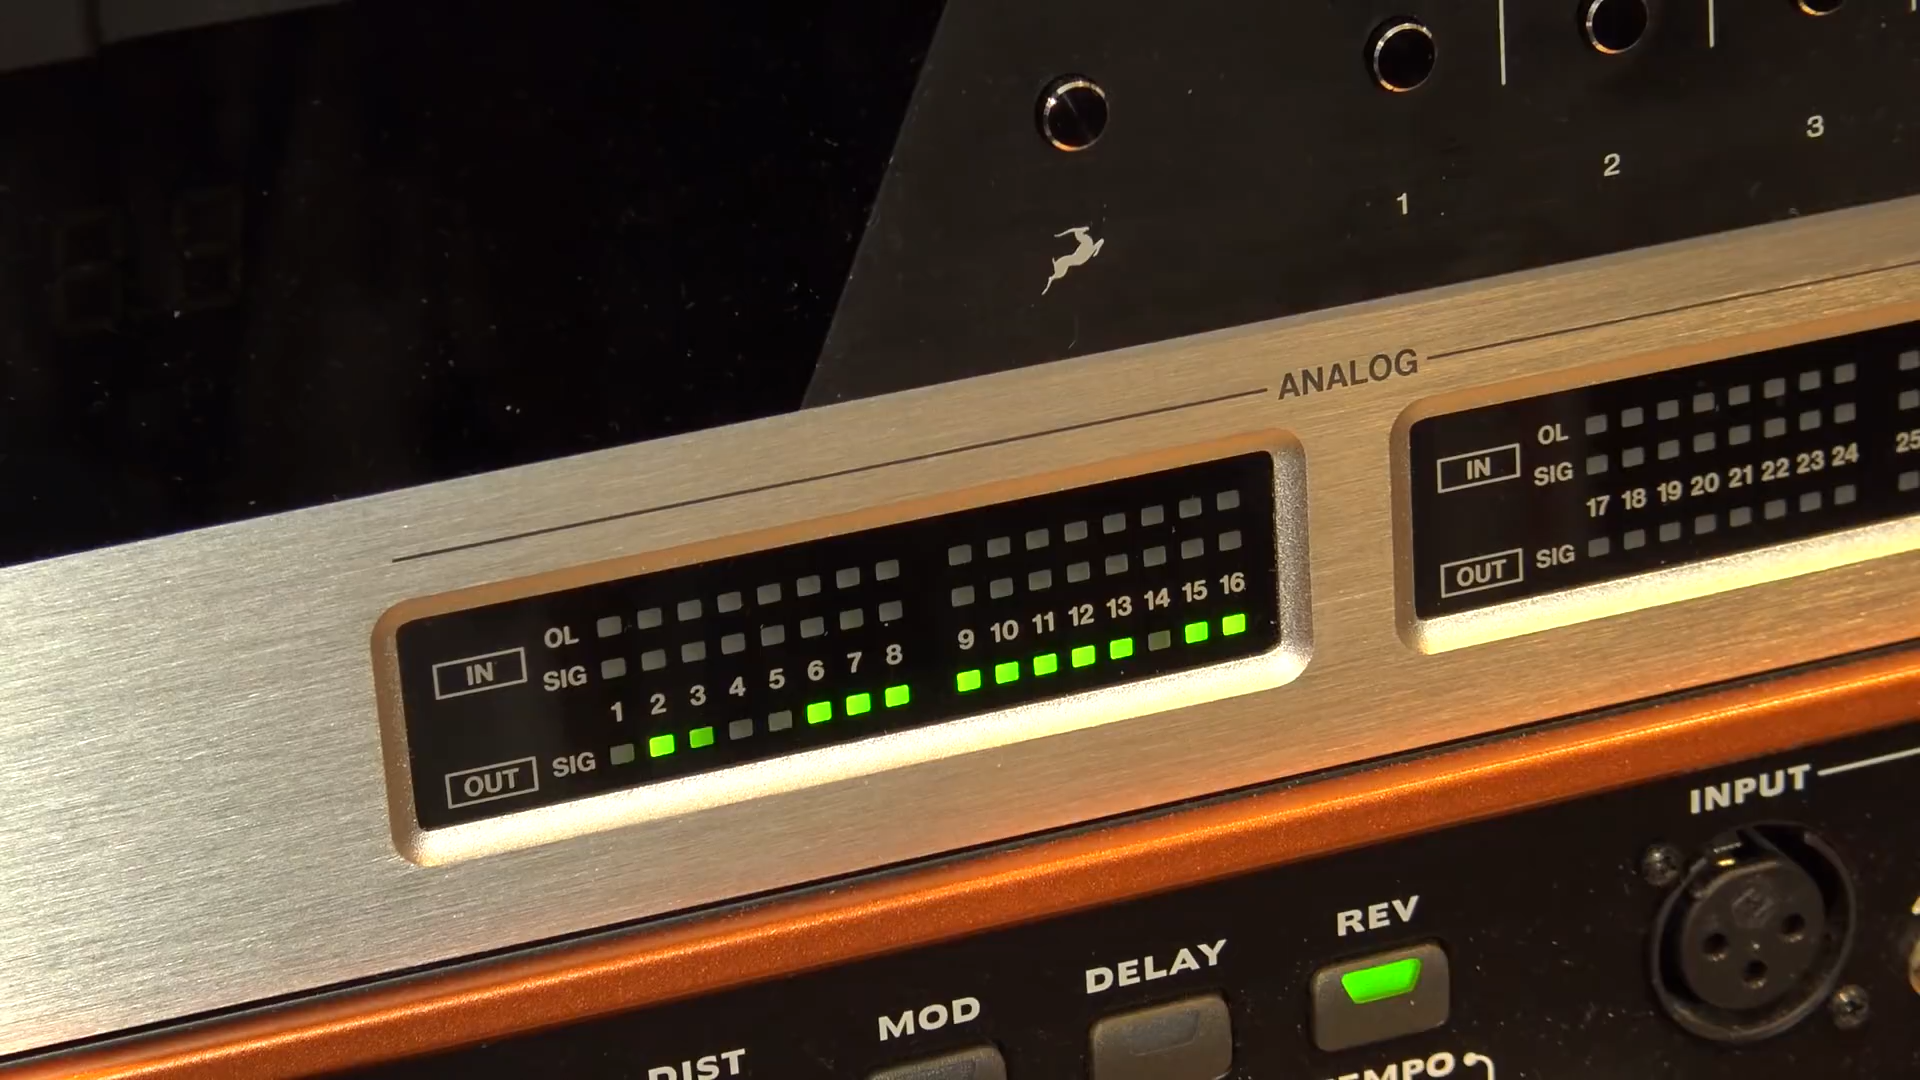 1 2 3
ANALOG
IN OL
SIG
1 2 3 4 5 6 7 8 9 10 11 12 13 14 15 16
OUT SIG
IN OL
SIG
17 18 19 20 21 22 23 24 25
OUT SIG
INPUT
DIST MOD DELAY REV